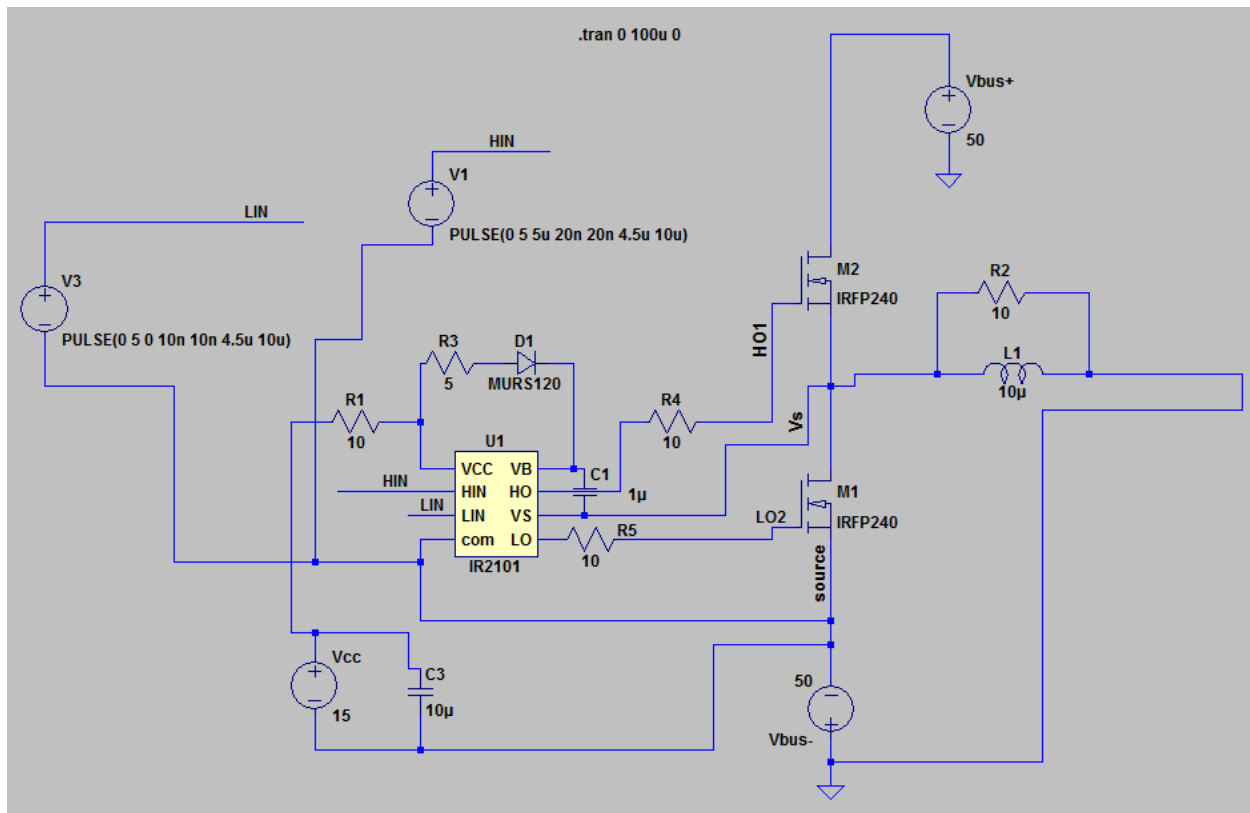 .tran 0 100u 0
Vbus+
50
HIN
V1
PULSE(0 5 5u 20n 20n 4.5u 10u)
LIN
V3
PULSE(0 5 0 10n 10n 4.5u 10u)
M2
IRFP240
HO1
R2
10
L1
10µ
R3
5
D1
MURS120
R1
10
R4
10
Vs
U1
VCC VB
HIN HO
LIN VS
com LO
IR2101
HIN
LIN
C1
1µ
R5
10
LO2
M1
IRFP240
source
Vcc
15
C3
10µ
50
Vbus-